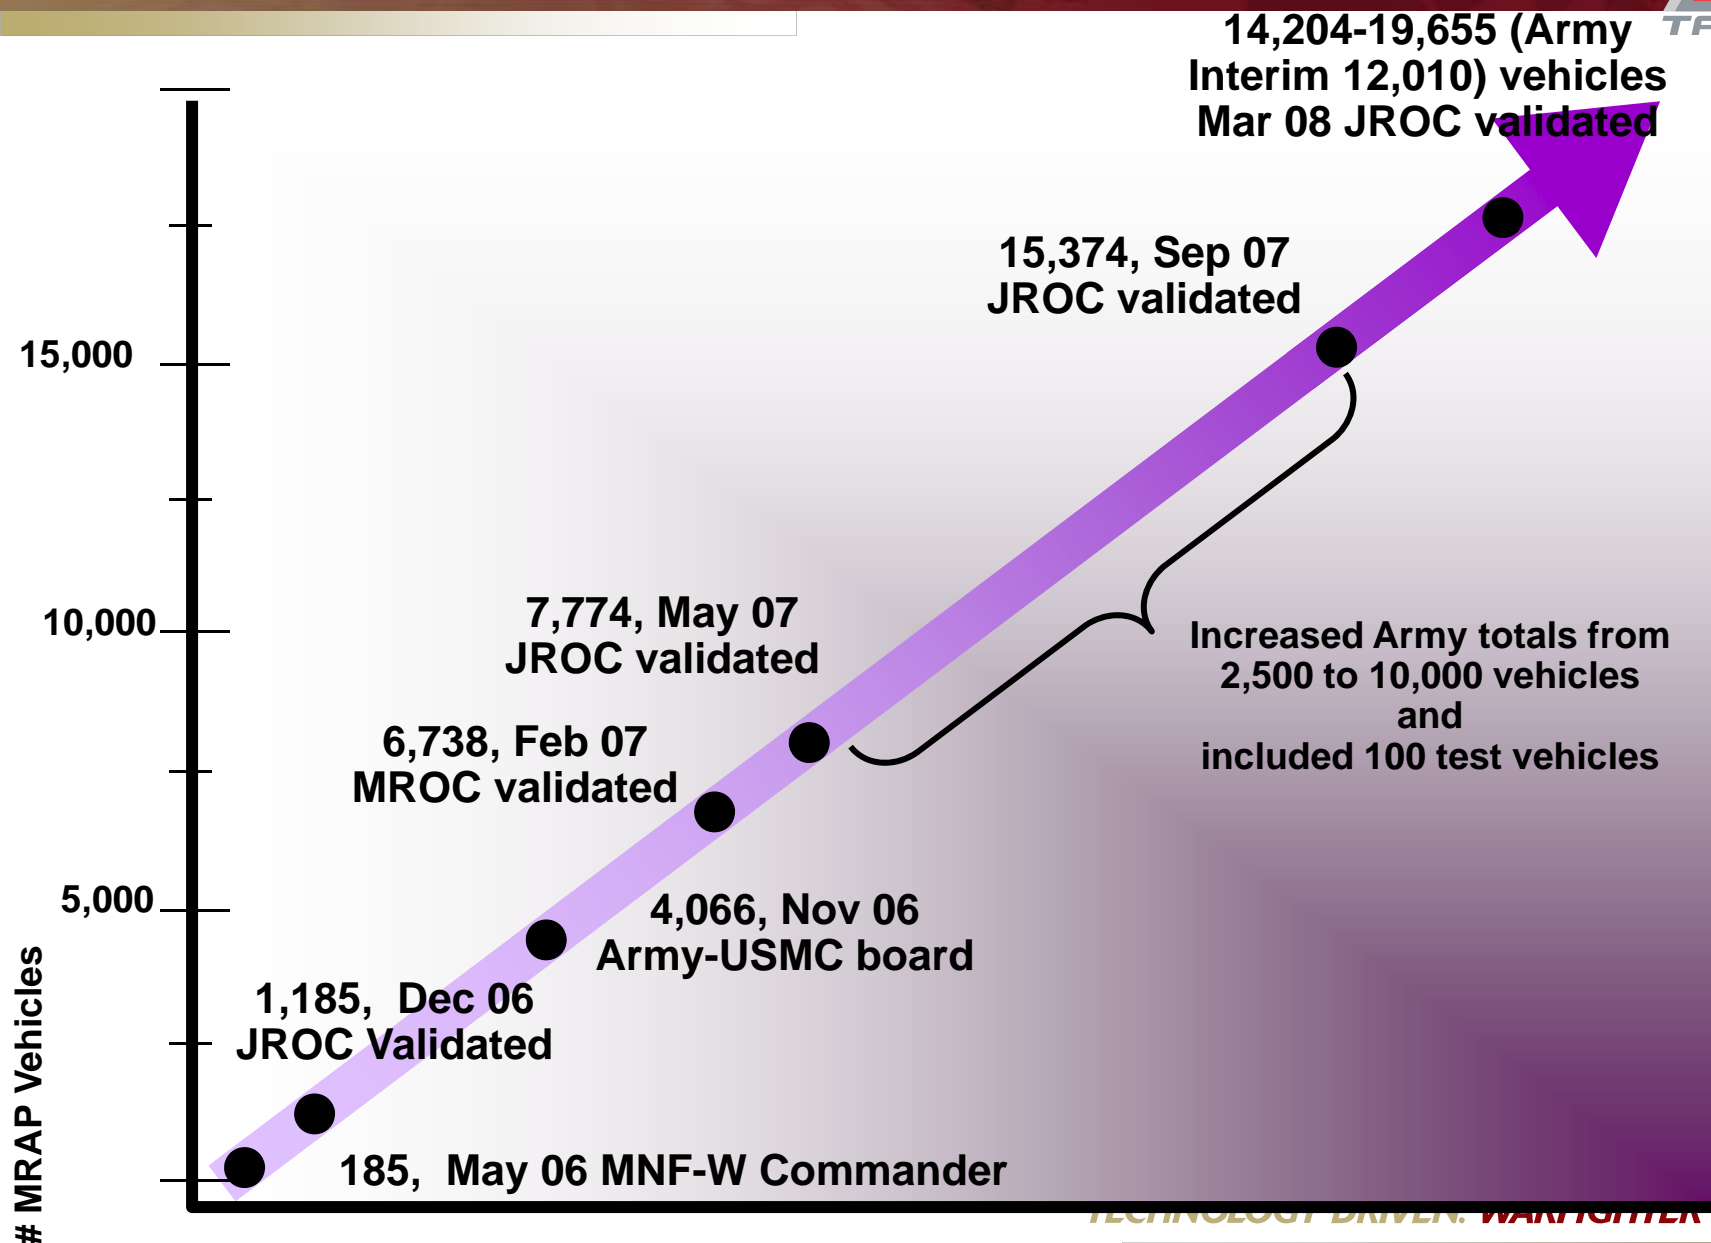 14,204-19,655 (Army
Interim 12,010) vehicles
Mar 08 JROC validated
15,374, Sep 07
JROC validated
15,000
7,774, May 07
JROC validated
10,000
Increased Army totals from
2,500 to 10,000 vehicles
and
included 100 test vehicles
6,738, Feb 07
MROC validated
5,000
4,066, Nov 06
Army-USMC board
1,185,  Dec 06
JROC Validated
185,  May 06 MNF-W Commander
# MRAP Vehicles
TECHNOLOGY DRIVEN. WARFIGHTER